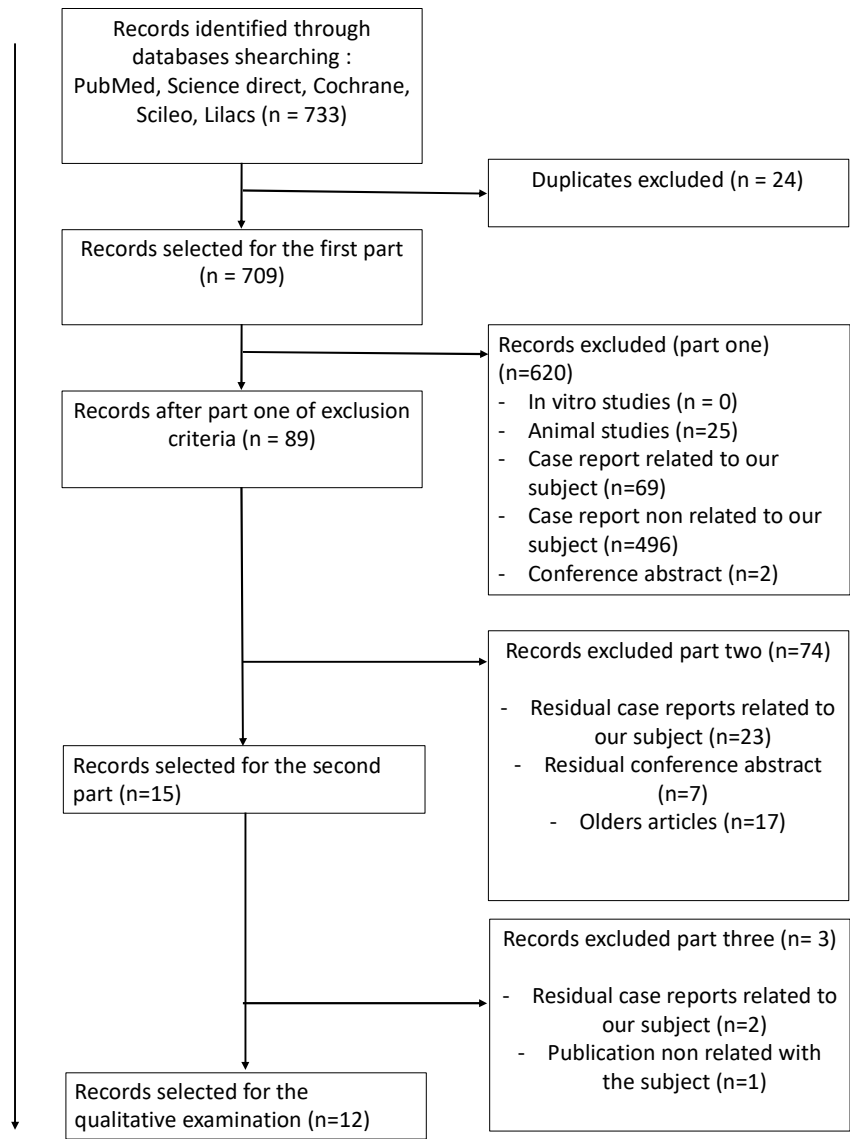 Records identified through
databases shearching :
PubMed, Science direct, Cochrane,
Scileo, Lilacs (n = 733)
Duplicates excluded (n = 24)
Records selected for the first part
(n = 709)
Records excluded (part one)
(n=620)
- In vitro studies (n = 0)
- Animal studies (n=25)
- Case report related to our
subject (n=69)
- Case report non related to our
subject (n=496)
- Conference abstract (n=2)
Records after part one of exclusion
criteria (n = 89)
Records excluded part two (n=74)
- Residual case reports related to
our subject (n=23)
- Residual conference abstract
(n=7)
- Olders articles (n=17)
Records selected for the second
part (n=15)
Records excluded part three (n= 3)
- Residual case reports related to
our subject (n=2)
- Publication non related with
the subject (n=1)
Records selected for the
qualitative examination (n=12)